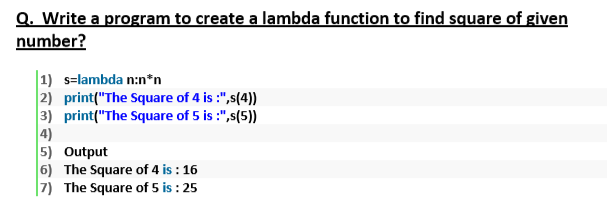 Q. Write a program to create a lambda function to find square of given
number?
1) s=lambda n:n*n
2) print("The Square of 4 is :",s(4))
3) print("The Square of 5 is :",s(5))
4)
5) Output
6) The Square of 4 is : 16
7) The Square of 5 is : 25